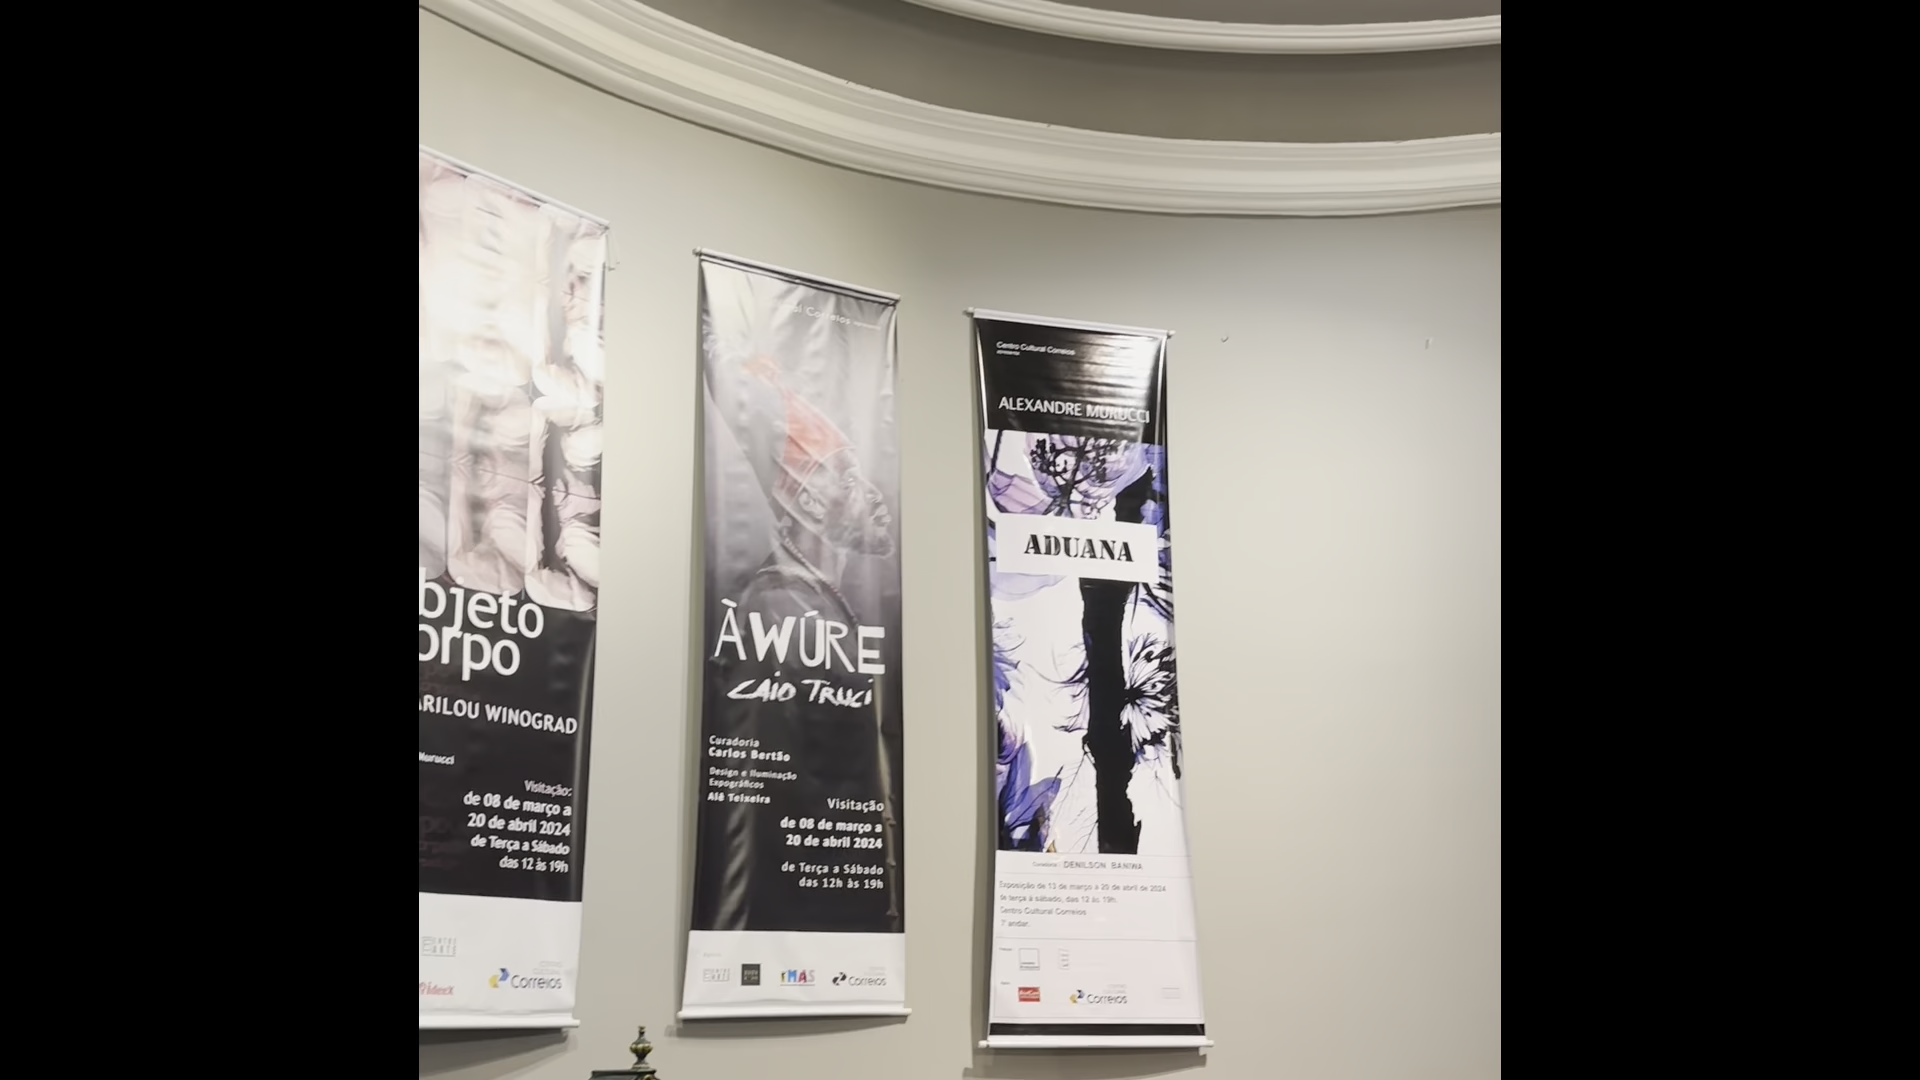 bjeto
orpo
ARILOU WINOGRAD
Murucci
Visitação:
de 08 de março a
20 de abril 2024
de Terça a Sábado
das 12 às 19h
Correios
Correios
ÀWÚRE
CAIO TRUCI
Curadoria
Carlos Bertão
Design e Iluminação
Expográficos
Alê Teixeira
Visitação
de 08 de março a
20 de abril 2024
de Terça a Sábado
das 12h às 19h
Correios
Centro Cultural Correios
apresenta
ALEXANDRE MURUCCI
ADUANA
Curadoria: DENILSON BANIWA
Exposição de 13 de março a 20 de abril de 2024
de terça à sábado, das 12 às 19h.
Centro Cultural Correios
andar.
Correios